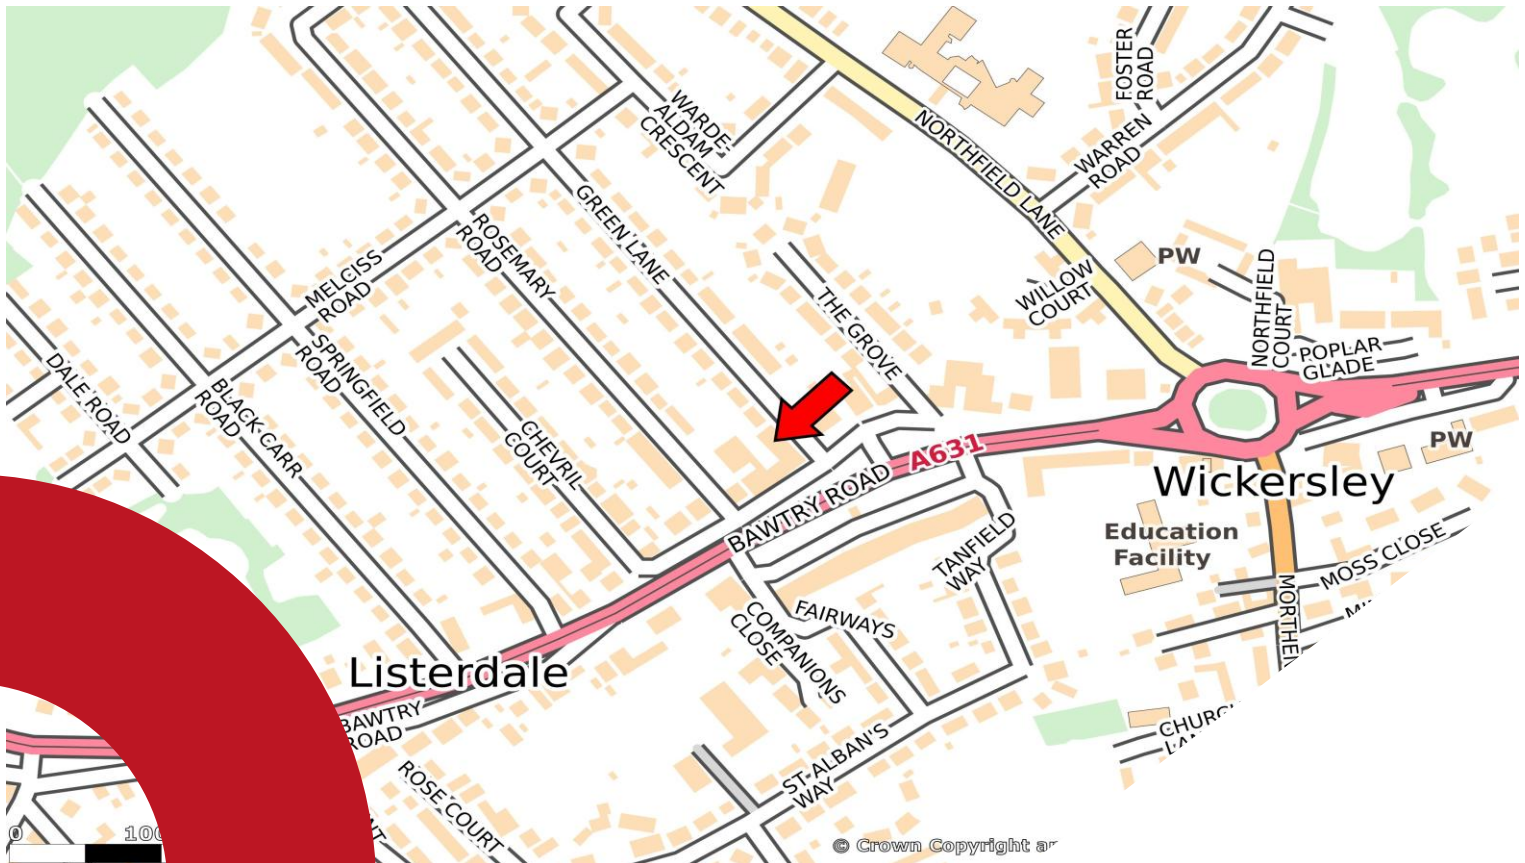 FOSTER
ROAD
WARDE-
ALDAM
CRESCENT
NORTHFIELD LANE
WARREN
ROAD
GREEN LANE
ROSEMARY
ROAD
MELCISS
ROAD
PW
WILLOW
COURT
NORTHFIELD
COURT
THE GROVE
POPLAR
GLADE
DALE ROAD
SPRINGFIELD
ROAD
BLACK CARR
ROAD
CHEVRIL
COURT
A631
PW
BAWTRY ROAD
Wickersley
Education
Facility
TANFIELD
WAY
MOSS CLOSE
FAIRWAYS
COMPANIONS
CLOSE
MORTHEN
Listerdale
BAWTRY
ROAD
ST ALBAN'S
WAY
ROSE COURT
0
100
© Crown Copyright